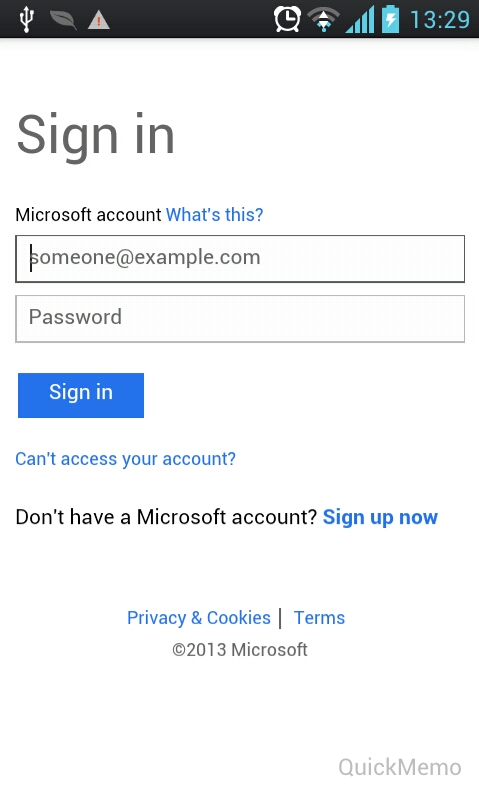 13:29
Sign in
Microsoft account What's this?
someone@example.com
Password
Sign in
Can't access your account?
Don't have a Microsoft account? Sign up now
Privacy & Cookies | Terms
©2013 Microsoft
QuickMemo